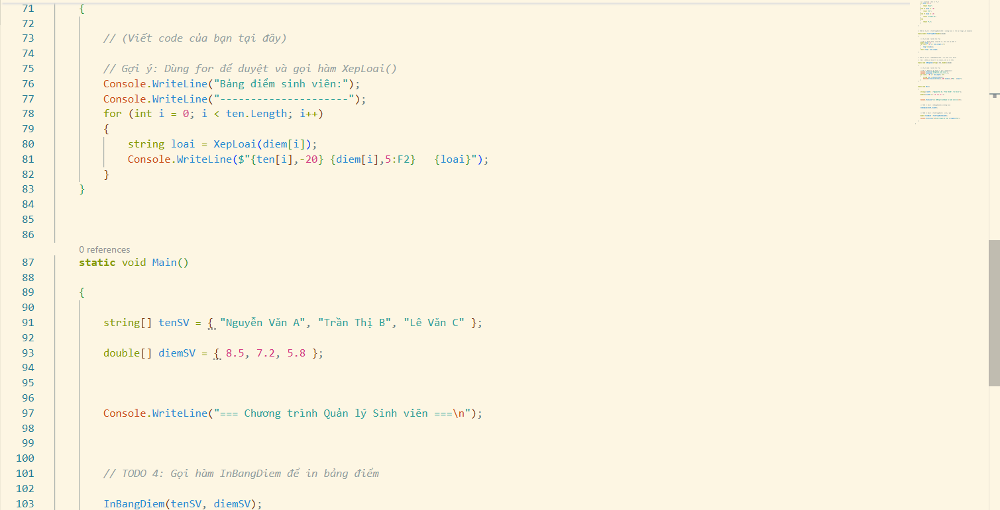 71 {
72
73 // (Viết code của bạn tại đây)
74
75 // Gợi ý: Dùng for để duyệt và gọi hàm XepLoai()
76 Console.WriteLine("Bảng điểm sinh viên:");
77 Console.WriteLine("---------------------");
78 for (int i = 0; i < ten.Length; i++)
79 {
80 string loai = XepLoai(diem[i]);
81 Console.WriteLine($"{ten[i],-20} {diem[i],5:F2}   {loai}");
82 }
83 }
84
85
86
0 references
87 static void Main()
88
89 {
90
91 string[] tenSV = { "Nguyễn Văn A", "Trần Thị B", "Lê Văn C" };
92
93 double[] diemSV = { 8.5, 7.2, 5.8 };
94
95
96
97 Console.WriteLine("=== Chương trình Quản lý Sinh viên ===\n");
98
99
100
101 // TODO 4: Gọi hàm InBangDiem để in bảng điểm
102
103 InBangDiem(tenSV, diemSV);